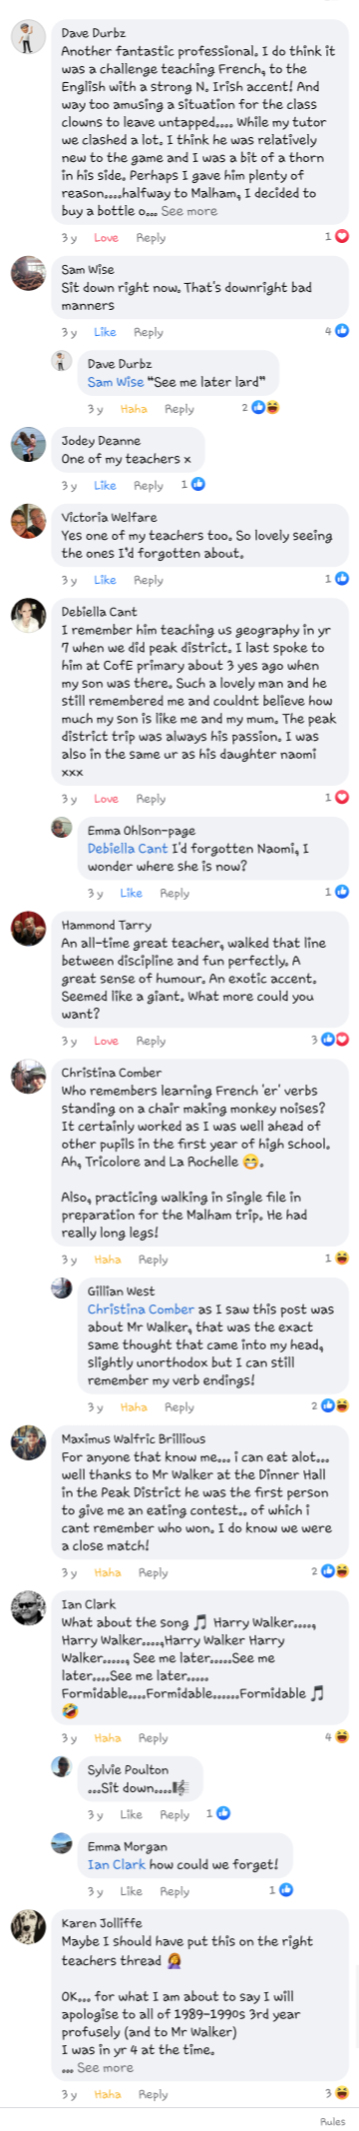 Dave Durbz
Another fantastic professional. I do think it
was a challenge teaching French, to the
English with a strong N. Irish accent! And
way too amusing a situation for the class
clowns to leave untapped.... While my tutor
we clashed a lot. I think he was relatively
new to the game and I was a bit of a thorn
in his side. Perhaps I gave him plenty of
reason....halfway to Malham, I decided to
buy a bottle o... See more
3 y Love Reply 1
Sam Wise
Sit down right now. That's downright bad
manners
3 y Like Reply 4
Dave Durbz
Sam Wise "See me later lard"
3 y Haha Reply 2
Jodey Deanne
One of my teachers x
3 y Like Reply 1
Victoria Welfare
Yes one of my teachers too. So lovely seeing
the ones I'd forgotten about.
3 y Like Reply 1
Debiella Cant
I remember him teaching us geography in yr
7 when we did peak district. I last spoke to
him at CofE primary about 3 yes ago when
my son was there. Such a lovely man and he
still remembered me and couldnt believe how
much my son is like me and my mum. The peak
district trip was always his passion. I was
also in the same ur as his daughter naomi
xxx
3 y Love Reply 1
Emma Ohlson-page
Debiella Cant I'd forgotten Naomi, I
wonder where she is now?
3 y Like Reply 1
Hammond Tarry
An all-time great teacher, walked that line
between discipline and fun perfectly. A
great sense of humour. An exotic accent.
Seemed like a giant. What more could you
want?
3 y Love Reply 3
Christina Comber
Who remembers learning French 'er' verbs
standing on a chair making monkey noises?
It certainly worked as I was well ahead of
other pupils in the first year of high school.
Ah, Tricolore and La Rochelle 😁.
Also, practicing walking in single file in
preparation for the Malham trip. He had
really long legs!
3 y Haha Reply 1
Gillian West
Christina Comber as I saw this post was
about Mr Walker, that was the exact
same thought that came into my head,
slightly unorthodox but I can still
remember my verb endings!
3 y Haha Reply 2
Maximus Walfric Brillious
For anyone that know me... i can eat alot...
well thanks to Mr Walker at the Dinner Hall
in the Peak District he was the first person
to give me an eating contest.. of which i
cant remember who won. I do know we were
a close match!
3 y Haha Reply 2
Ian Clark
What about the song 🎵 Harry Walker....,
Harry Walker.....,Harry Walker Harry
Walker....., See me later.....See me
later....See me later.....
Formidable....Formidable......Formidable 🎵
🤣
3 y Haha Reply 4
Sylvie Poulton
...Sit down....🎼
3 y Like Reply 1
Emma Morgan
Ian Clark how could we forget!
3 y Like Reply 1
Karen Jolliffe
Maybe I should have put this on the right
teachers thread 🤦‍♀️
OK... for what I am about to say I will
apologise to all of 1989-1990s 3rd year
profusely (and to Mr Walker)
I was in yr 4 at the time.
... See more
3 y Haha Reply 3
Rules